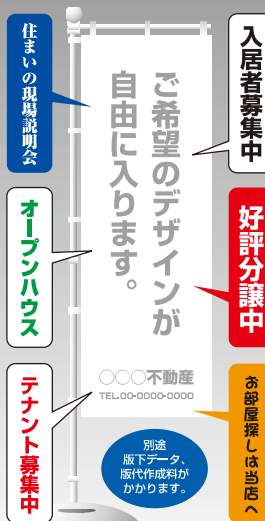 入居者募集中
好評分譲中
お部屋探しは当店へ
ご希望のデザインが
自由に入ります。
〇〇〇不動産
TEL00-0000-0000
住まいの現場説明会
オープンハウス
テナント募集中
別途
版下データ、
版代作成料が
かかります。